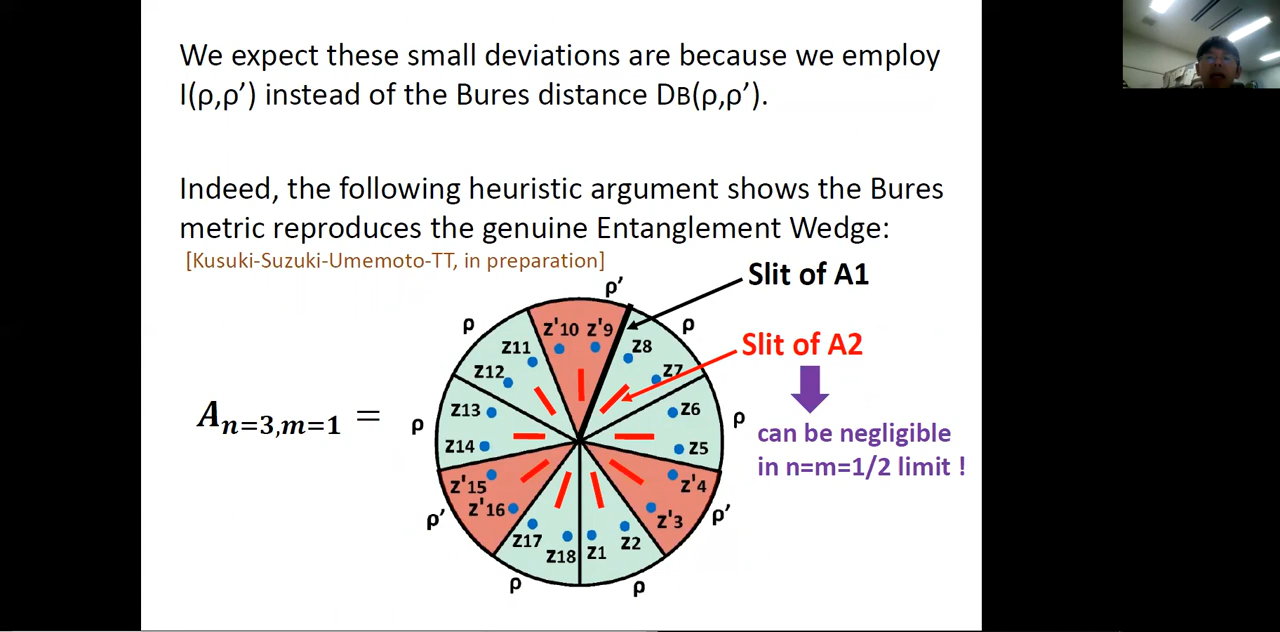 We expect these small deviations are because we employ
I(ρ,ρ’) instead of the Bures distance DB(ρ,ρ’).
Indeed, the following heuristic argument shows the Bures
metric reproduces the genuine Entanglement Wedge:
[Kusuki-Suzuki-Umemoto-TT, in preparation]
Slit of A1
Slit of A2
can be negligible
in n=m=1/2 limit !
A n=3,m=1 =
ρ’
ρ
ρ
ρ
ρ
ρ’
ρ’
ρ
ρ
z'10
z'9
z8
z7
z6
z5
z'4
z'3
z2
z1
z18
z17
z'16
z'15
z14
z13
z12
z11